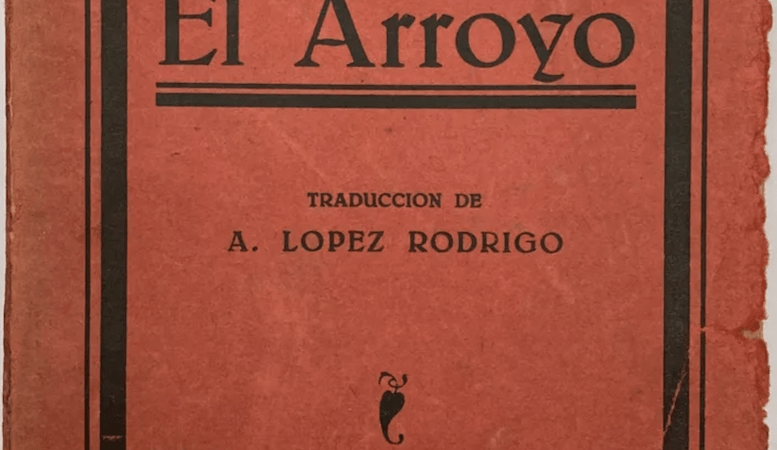 El Arroyo
TRADUCCION DE
A. LOPEZ RODRIGO